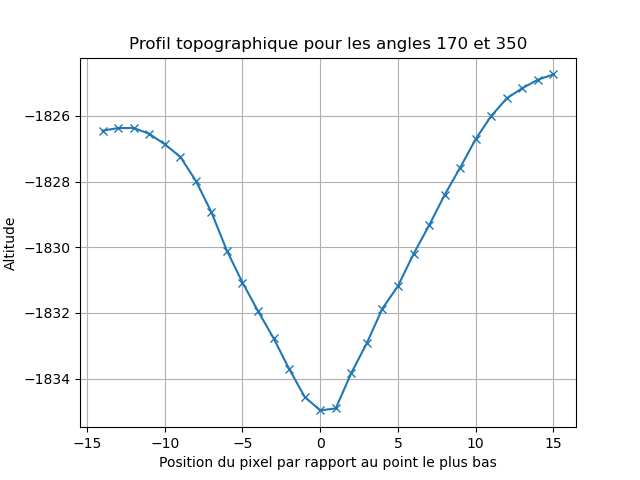 Profil topographique pour les angles 170 et 350
−1826
−1828
−1830
−1832
−1834
Altitude
−15 −10 −5 0 5 10 15
Position du pixel par rapport au point le plus bas